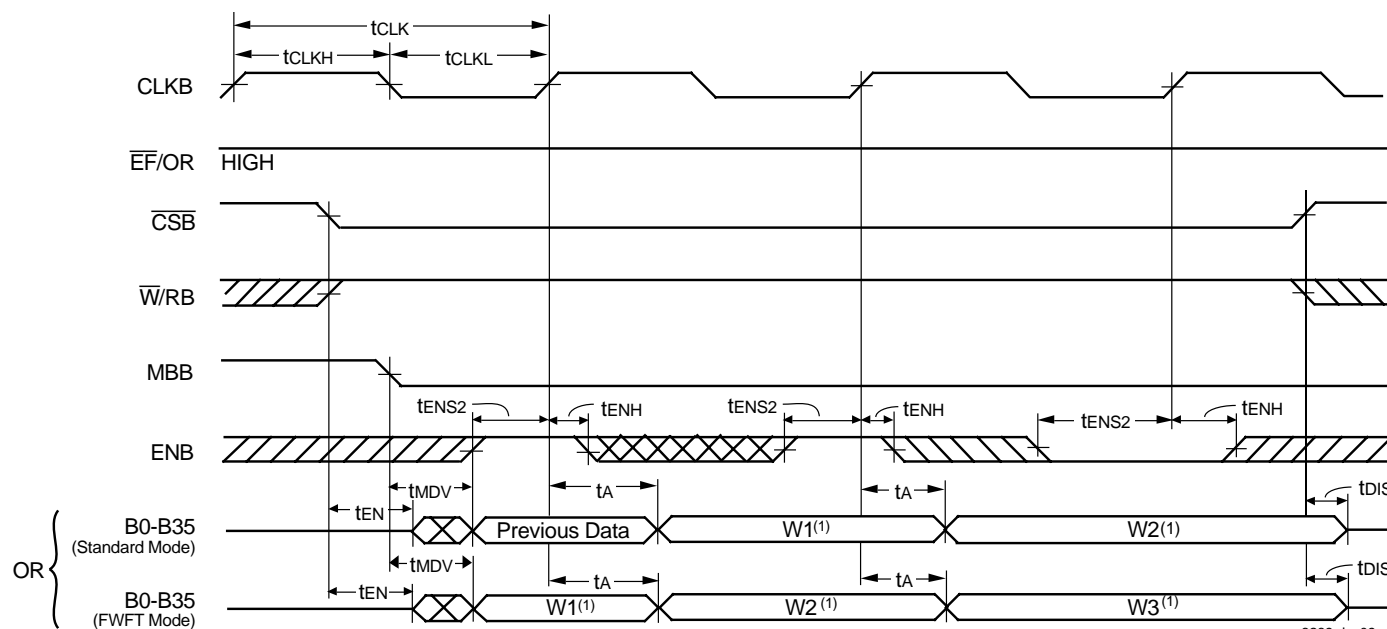 tCLK
tCLKH tCLKL
CLKB
EF/OR HIGH
CSB
W/RB
MBB
tENS2 tENH tENS2 tENH tENS2 tENH
ENB
tMDV tA tA tDIS
tEN
B0-B35 Previous Data W1(1) W2(1)
(Standard Mode)
OR
tMDV tA tA tDIS
tEN
B0-B35 W1(1) W2(1) W3(1)
(FWFT Mode)